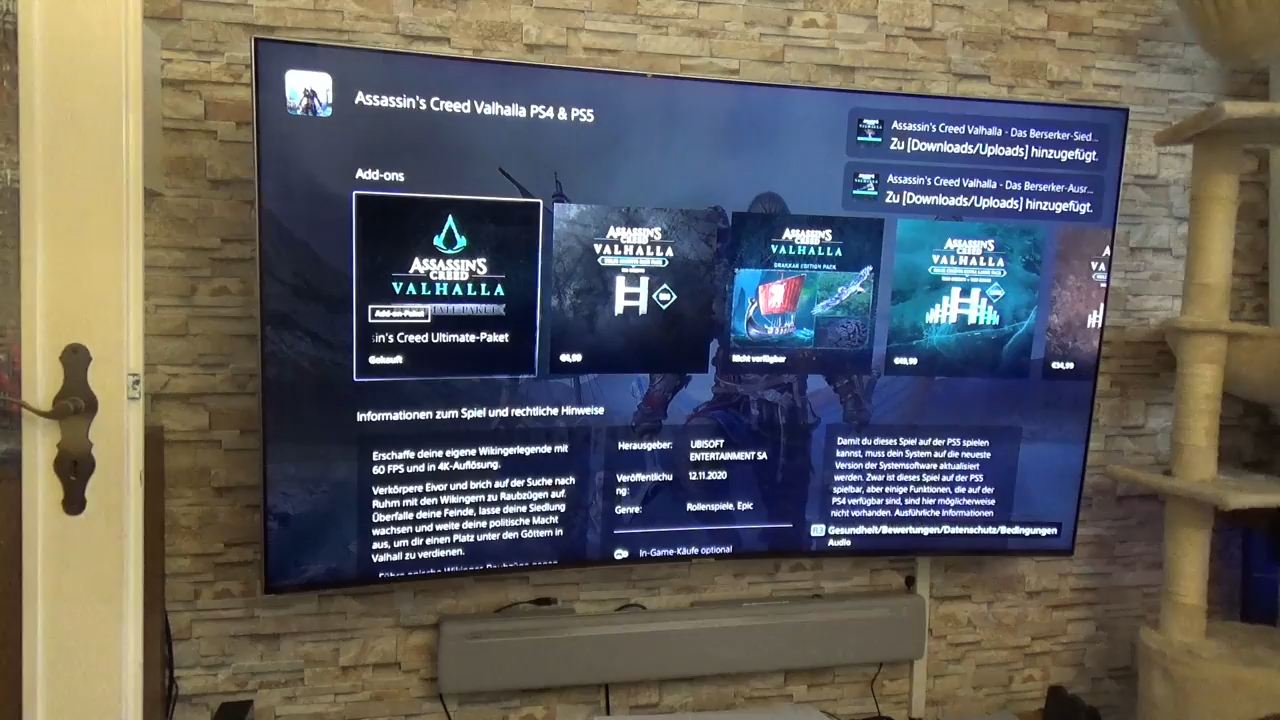 Assassin's Creed Valhalla PS4 & PS5
Assassin's Creed Valhalla - Das Berserker-Sied...
Zu [Downloads/Uploads] hinzugefügt.
Assassin's Creed Valhalla - Das Berserker-Ausr...
Zu [Downloads/Uploads] hinzugefügt.
Add-ons
ASSASSIN'S
CREED
VALHALLA
Add-on-Paket
in's Creed Ultimate-Paket
Gekauft
ASSASSIN'S
CREED
VALHALLA
€4,99
ASSASSIN'S
CREED
VALHALLA
DRAKKAR EDITION PACK
Nicht verfügbar
ASSASSIN'S
CREED
VALHALLA
€49,99
€34,99
Informationen zum Spiel und rechtliche Hinweise
Erschaffe deine eigene Wikingerlegende mit
60 FPS und in 4K-Auflösung.
Verkörpere Eivor und brich auf der Suche nach
Ruhm mit den Wikingern zu Raubzügen auf.
Überfalle deine Feinde, lasse deine Siedlung
wachsen und weite deine politische Macht
aus, um dir einen Platz unter den Göttern in
Valhall zu verdienen.
Herausgeber:
UBISOFT
ENTERTAINMENT SA
Veröffentlichu
ng:
12.11.2020
Genre:
Rollenspiele, Epic
In-Game-Käufe optional
Damit du dieses Spiel auf der PS5 spielen
kannst, muss dein System auf die neueste
Version der Systemsoftware aktualisiert
werden. Zwar ist dieses Spiel auf der PS5
spielbar, aber einige Funktionen, die auf der
PS4 verfügbar sind, sind hier möglicherweise
nicht vorhanden. Ausführliche Informationen
R3 Gesundheit/Bewertungen/Datenschutz/Bedingungen
Audio